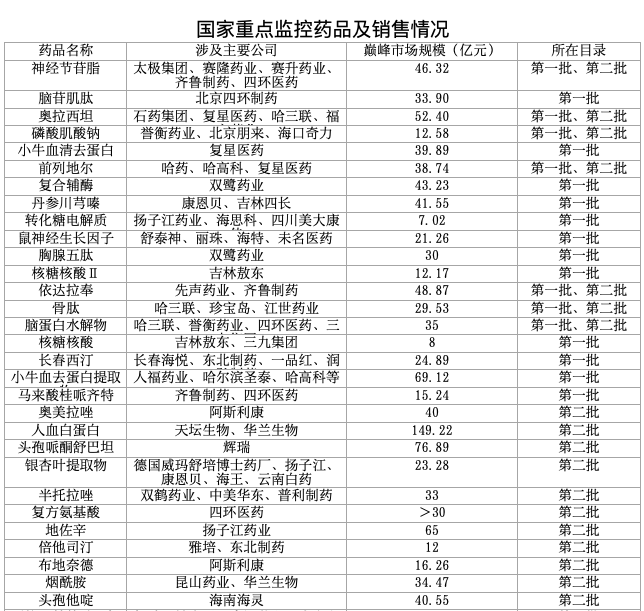 国家重点监控药品及销售情况
药品名称 涉及主要公司 巅峰市场规模（亿元） 所在目录
神经节苷脂 太极集团、赛隆药业、赛升药业、齐鲁制药、四环医药 46.32 第一批、第二批
脑苷肌肽 北京四环制药 33.90 第一批
奥拉西坦 石药集团、复星医药、哈三联、福 52.40 第一批、第二批
磷酸肌酸钠 誉衡药业、北京朋来、海口奇力 12.58 第一批、第二批
小牛血清去蛋白 复星医药 39.89 第一批
前列地尔 哈药、哈高科、复星医药 38.74 第一批、第二批
复合辅酶 双鹭药业 43.23 第一批
丹参川芎嗪 康恩贝、吉林四长 41.55 第一批
转化糖电解质 扬子江药业、海思科、四川美大康 7.02 第一批
鼠神经生长因子 舒泰神、丽珠、海特、未名医药 21.26 第一批
胸腺五肽 双鹭药业 30 第一批
核糖核酸Ⅱ 吉林敖东 12.17 第一批
依达拉奉 先声药业、齐鲁制药 48.87 第一批、第二批
骨肽 哈三联、珍宝岛、江世药业 29.53 第一批、第二批
脑蛋白水解物 哈三联、誉衡药业、四环医药、三 35 第一批、第二批
核糖核酸 吉林敖东、三九集团 8 第一批
长春西汀 长春海悦、东北制药、一品红、润 24.89 第一批
小牛血去蛋白提取 人福药业、哈尔滨圣泰、哈高科等 69.12 第一批
马来酸桂哌齐特 齐鲁制药、四环医药 15.24 第一批
奥美拉唑 阿斯利康 40 第二批
人血白蛋白 天坛生物、华兰生物 149.22 第二批
头孢哌酮舒巴坦 辉瑞 76.89 第二批
银杏叶提取物 德国威玛舒培博士药厂、扬子江、康恩贝、海王、云南白药 23.28 第二批
半托拉唑 双鹤药业、中美华东、普利制药 33 第二批
复方氨基酸 四环医药 ＞30 第二批
地佐辛 扬子江药业 65 第二批
倍他司汀 雅培、东北制药 12 第二批
布地奈德 阿斯利康 16.26 第二批
烟酰胺 昆山药业、华兰生物 34.47 第二批
头孢他啶 海南海灵 40.55 第二批